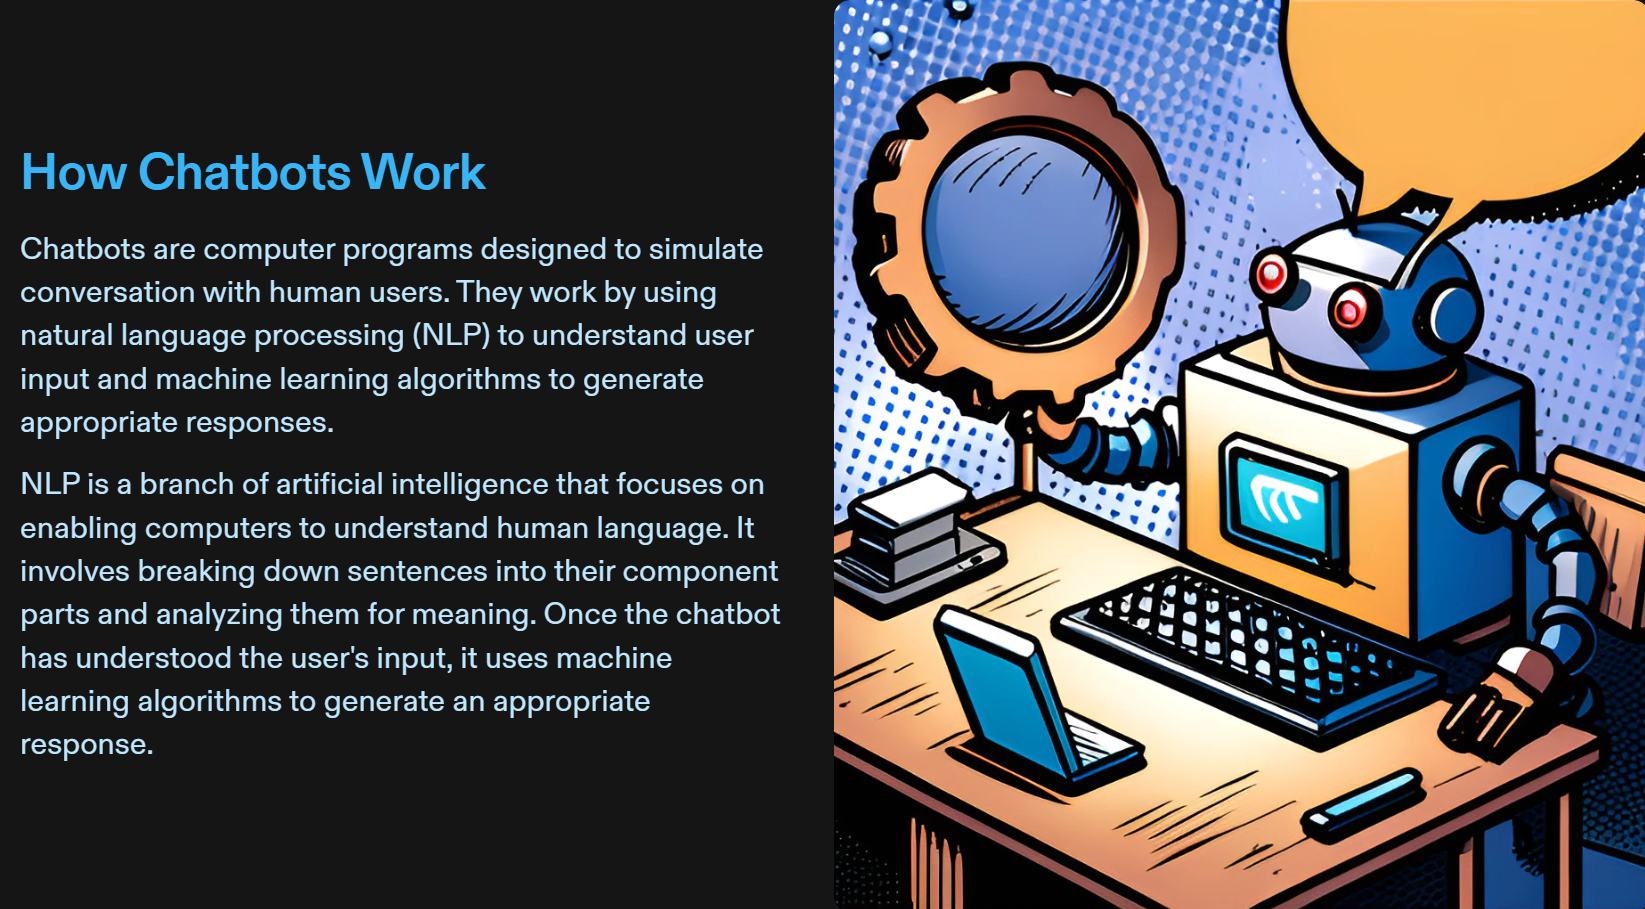 How Chatbots Work
Chatbots are computer programs designed to simulate
conversation with human users. They work by using
natural language processing (NLP) to understand user
input and machine learning algorithms to generate
appropriate responses.
NLP is a branch of artificial intelligence that focuses on
enabling computers to understand human language. It
involves breaking down sentences into their component
parts and analyzing them for meaning. Once the chatbot
has understood the user's input, it uses machine
learning algorithms to generate an appropriate
response.